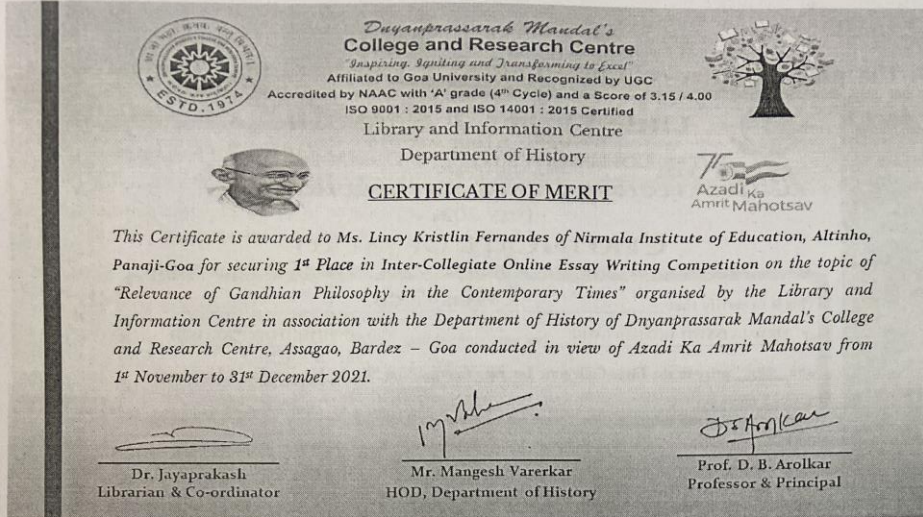 Dnyanprassarak Mandal's
College and Research Centre
"Inspiring, Igniting and Transforming to Excel"
Affiliated to Goa University and Recognized by UGC
Accredited by NAAC with 'A' grade (4th Cycle) and a Score of 3.15 / 4.00
ISO 9001 : 2015 and ISO 14001 : 2015 Certified
ESTD. 1974
Library and Information Centre
Department of History
CERTIFICATE OF MERIT
75
Azadi Ka
Amrit Mahotsav
This Certificate is awarded to Ms. Lincy Kristlin Fernandes of Nirmala Institute of Education, Altinho,
Panaji-Goa for securing 1st Place in Inter-Collegiate Online Essay Writing Competition on the topic of
"Relevance of Gandhian Philosophy in the Contemporary Times" organised by the Library and
Information Centre in association with the Department of History of Dnyanprassarak Mandal's College
and Research Centre, Assagao, Bardez – Goa conducted in view of Azadi Ka Amrit Mahotsav from
1st November to 31st December 2021.
Dr. Jayaprakash
Librarian & Co-ordinator
Mr. Mangesh Varerkar
HOD, Department of History
Prof. D. B. Arolkar
Professor & Principal